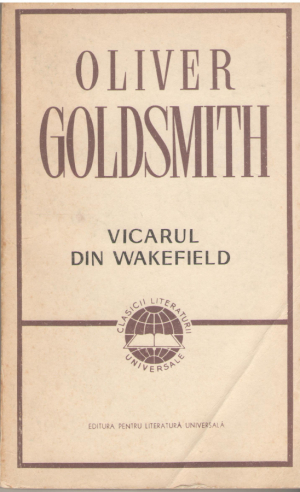 OLIVER
GOLDSMITH
VICARUL
DIN WAKEFIELD
CLASICII LITERATURII
UNIVERSALE
EDITURA PENTRU LITERATURĂ UNIVERSALĂ